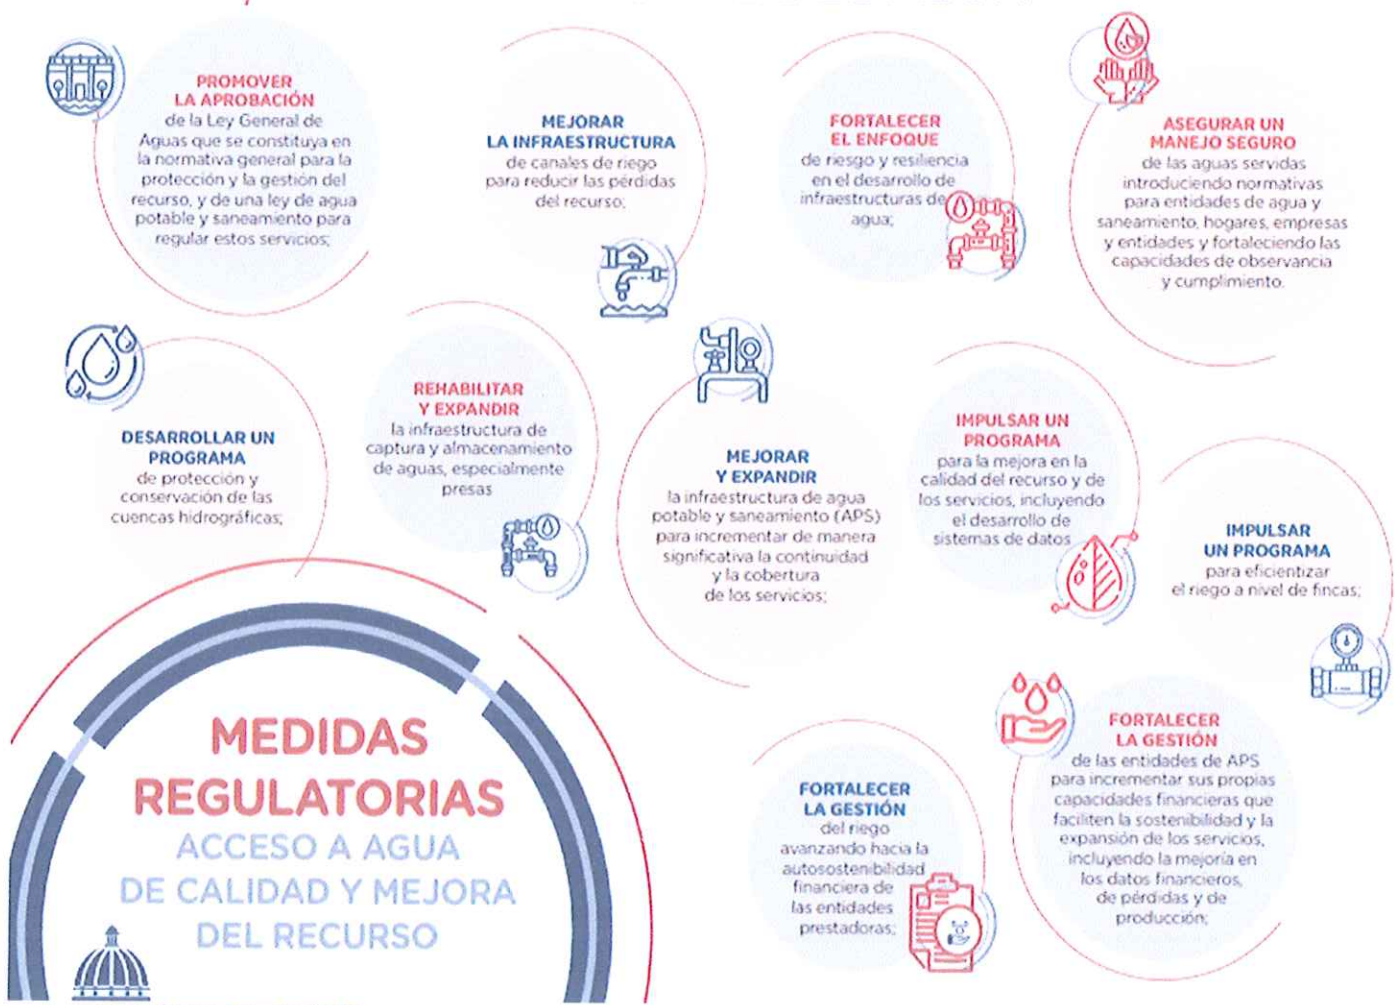 PROMOVER
LA APROBACIÓN
de la Ley General de
Aguas que se constituya en
la normativa general para la
protección y la gestión del
recurso, y de una ley de agua
potable y saneamiento para
regular estos servicios;
MEJORAR
LA INFRAESTRUCTURA
de canales de riego
para reducir las pérdidas
del recurso;
FORTALECER
EL ENFOQUE
de riesgo y resiliencia
en el desarrollo de
infraestructuras de
agua;
ASEGURAR UN
MANEJO SEGURO
de las aguas servidas
introduciendo normativas
para entidades de agua y
saneamiento, hogares, empresas
y entidades y fortaleciendo las
capacidades de observancia
y cumplimiento.
DESARROLLAR UN
PROGRAMA
de protección y
conservación de las
cuencas hidrográficas;
REHABILITAR
Y EXPANDIR
la infraestructura de
captura y almacenamiento
de aguas, especialmente
presas
MEJORAR
Y EXPANDIR
la infraestructura de agua
potable y saneamiento (APS)
para incrementar de manera
significativa la continuidad
y la cobertura
de los servicios;
IMPULSAR UN
PROGRAMA
para la mejora en la
calidad del recurso y de
los servicios, incluyendo
el desarrollo de
sistemas de datos
IMPULSAR
UN PROGRAMA
para eficientizar
el riego a nivel de fincas;
FORTALECER
LA GESTIÓN
del riego
avanzando hacia la
autosostenibilidad
financiera de
las entidades
prestadoras;
FORTALECER
LA GESTIÓN
de las entidades de APS
para incrementar sus propias
capacidades financieras que
faciliten la sostenibilidad y la
expansión de los servicios,
incluyendo la mejoría en
los datos financieros,
de pérdidas y de
producción;
MEDIDAS
REGULATORIAS
ACCESO A AGUA
DE CALIDAD Y MEJORA
DEL RECURSO